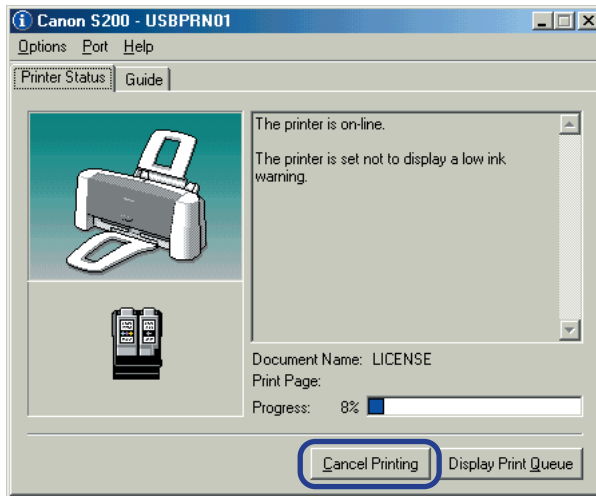 Canon S200 - USBPRN01
Options Port Help
Printer Status Guide
The printer is on-line.
The printer is set not to display a low ink
warning.
Document Name: LICENSE
Print Page:
Progress: 8%
Cancel Printing Display Print Queue